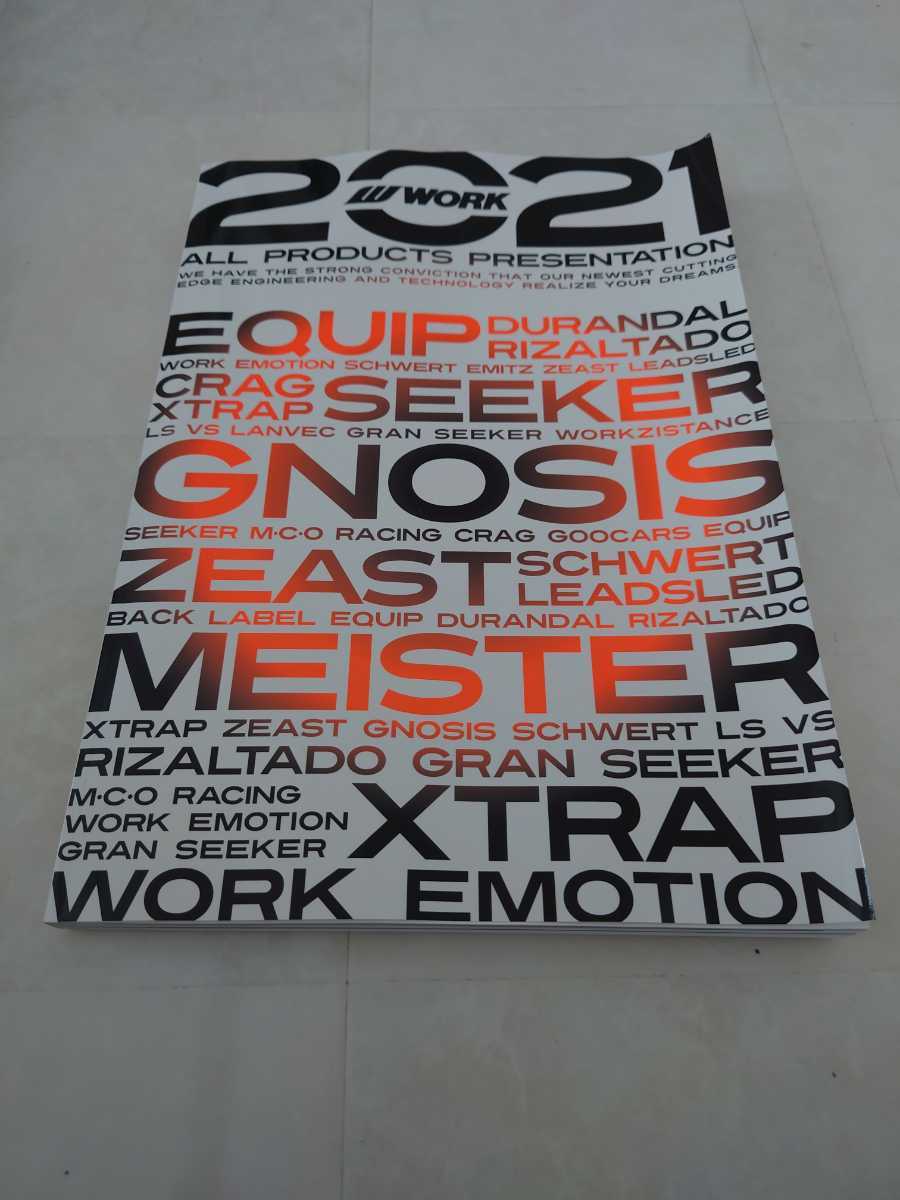 2021
W WORK
ALL PRODUCTS PRESENTATION
WE HAVE THE STRONG CONVICTION THAT OUR NEWEST CUTTING
EDGE ENGINEERING AND TECHNOLOGY REALIZE YOUR DREAMS
EQUIP DURANDAL
RIZALTADO
WORK EMOTION SCHWERT EMITZ ZEAST LEADSLED
CRAG SEEKER
XTRAP
LS VS LANVEC GRAN SEEKER WORKZISTANCE
GNOSIS
SEEKER M·C·O RACING CRAG GOOCARS EQUIP
ZEAST SCHWERT
LEADSLED
BACK LABEL EQUIP DURANDAL RIZALTADO
MEISTER
XTRAP ZEAST GNOSIS SCHWERT LS VS
RIZALTADO GRAN SEEKER
M·C·O RACING
WORK EMOTION
GRAN SEEKER
XTRAP
WORK EMOTION